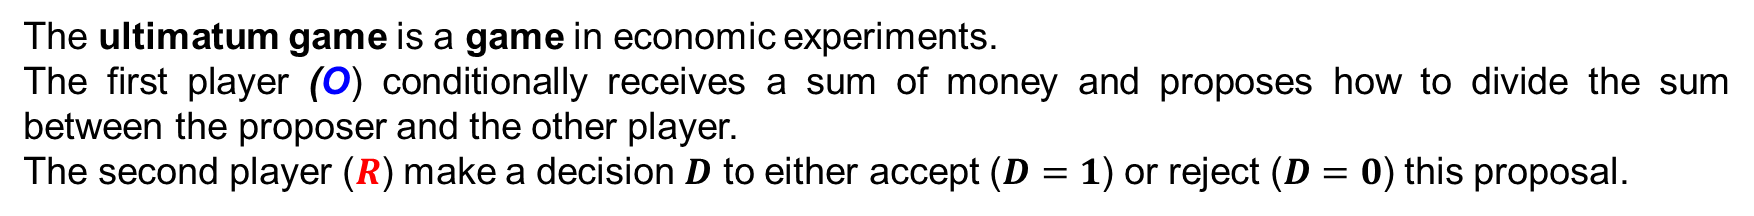 The ultimatum game is a game in economic experiments.
The first player (O) conditionally receives a sum of money and proposes how to divide the sum
between the proposer and the other player.
The second player (R) make a decision D to either accept (D = 1) or reject (D = 0) this proposal.